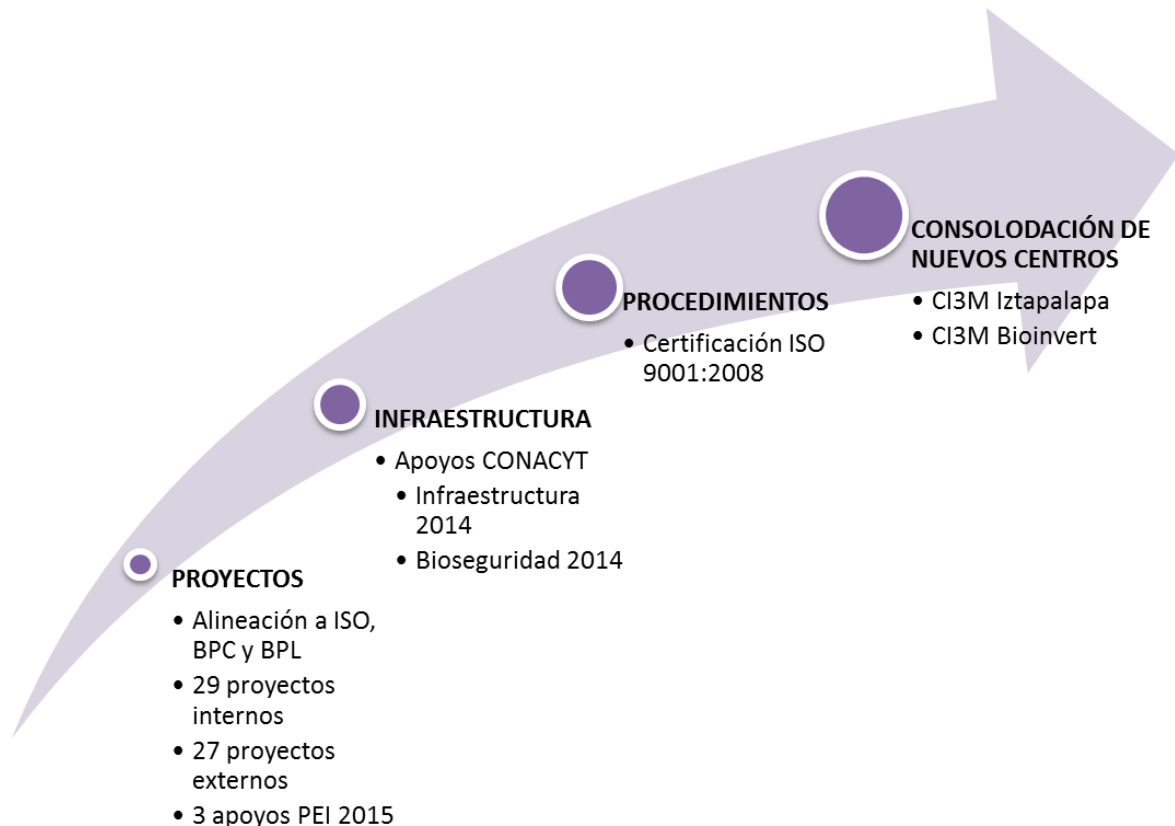 PROYECTOS
• Alineación a ISO,
BPC y BPL
• 29 proyectos
internos
• 27 proyectos
externos
• 3 apoyos PEI 2015
INFRAESTRUCTURA
• Apoyos CONACYT
• Infraestructura
2014
• Bioseguridad 2014
PROCEDIMIENTOS
• Certificación ISO
9001:2008
CONSOLODACIÓN DE
NUEVOS CENTROS
• CI3M Iztapalapa
• CI3M Bioinvert